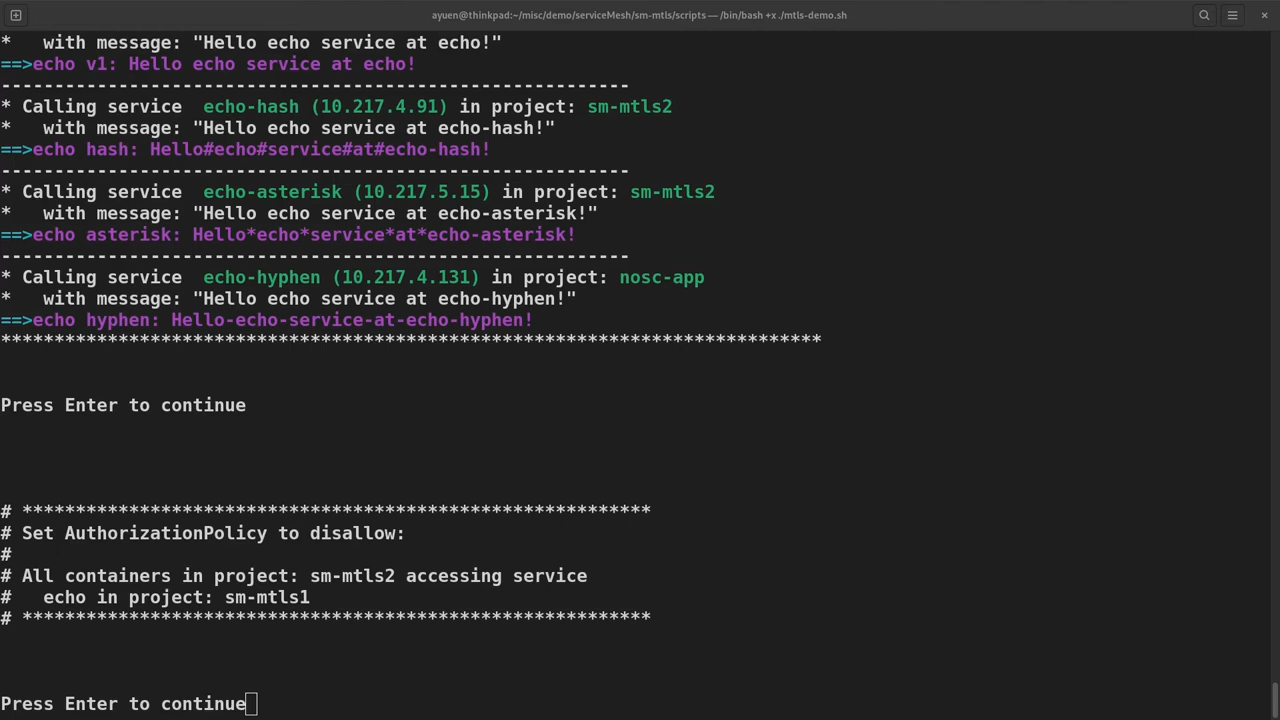 ayuen@thinkpad:~/misc/demo/serviceMesh/sm-mtls/scripts — /bin/bash +x ./mtls-demo.sh
*   with message: "Hello echo service at echo!"
==>echo v1: Hello echo service at echo!
-----------------------------------------------------------
* Calling service  echo-hash (10.217.4.91) in project: sm-mtls2
*   with message: "Hello echo service at echo-hash!"
==>echo hash: Hello#echo#service#at#echo-hash!
-----------------------------------------------------------
* Calling service  echo-asterisk (10.217.5.15) in project: sm-mtls2
*   with message: "Hello echo service at echo-asterisk!"
==>echo asterisk: Hello*echo*service*at*echo-asterisk!
-----------------------------------------------------------
* Calling service  echo-hyphen (10.217.4.131) in project: nosc-app
*   with message: "Hello echo service at echo-hyphen!"
==>echo hyphen: Hello-echo-service-at-echo-hyphen!
*****************************************************************************
Press Enter to continue
# ***********************************************************
# Set AuthorizationPolicy to disallow:
#
# All containers in project: sm-mtls2 accessing service
#   echo in project: sm-mtls1
# ***********************************************************
Press Enter to continue